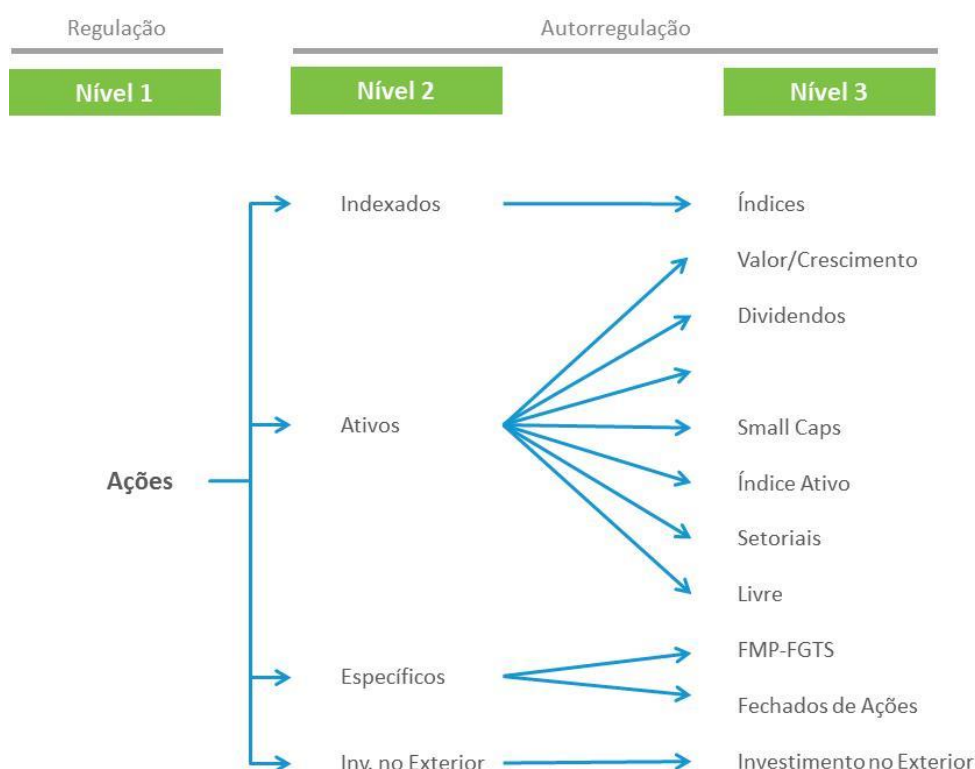 Regulação
Autorregulação
Nível 1
Nível 2
Nível 3
Indexados
Índices
Valor/Crescimento
Dividendos
Ativos
Small Caps
Ações
Índice Ativo
Setoriais
Livre
Específicos
FMP-FGTS
Fechados de Ações
Inv. no Exterior
Investimento no Exterior